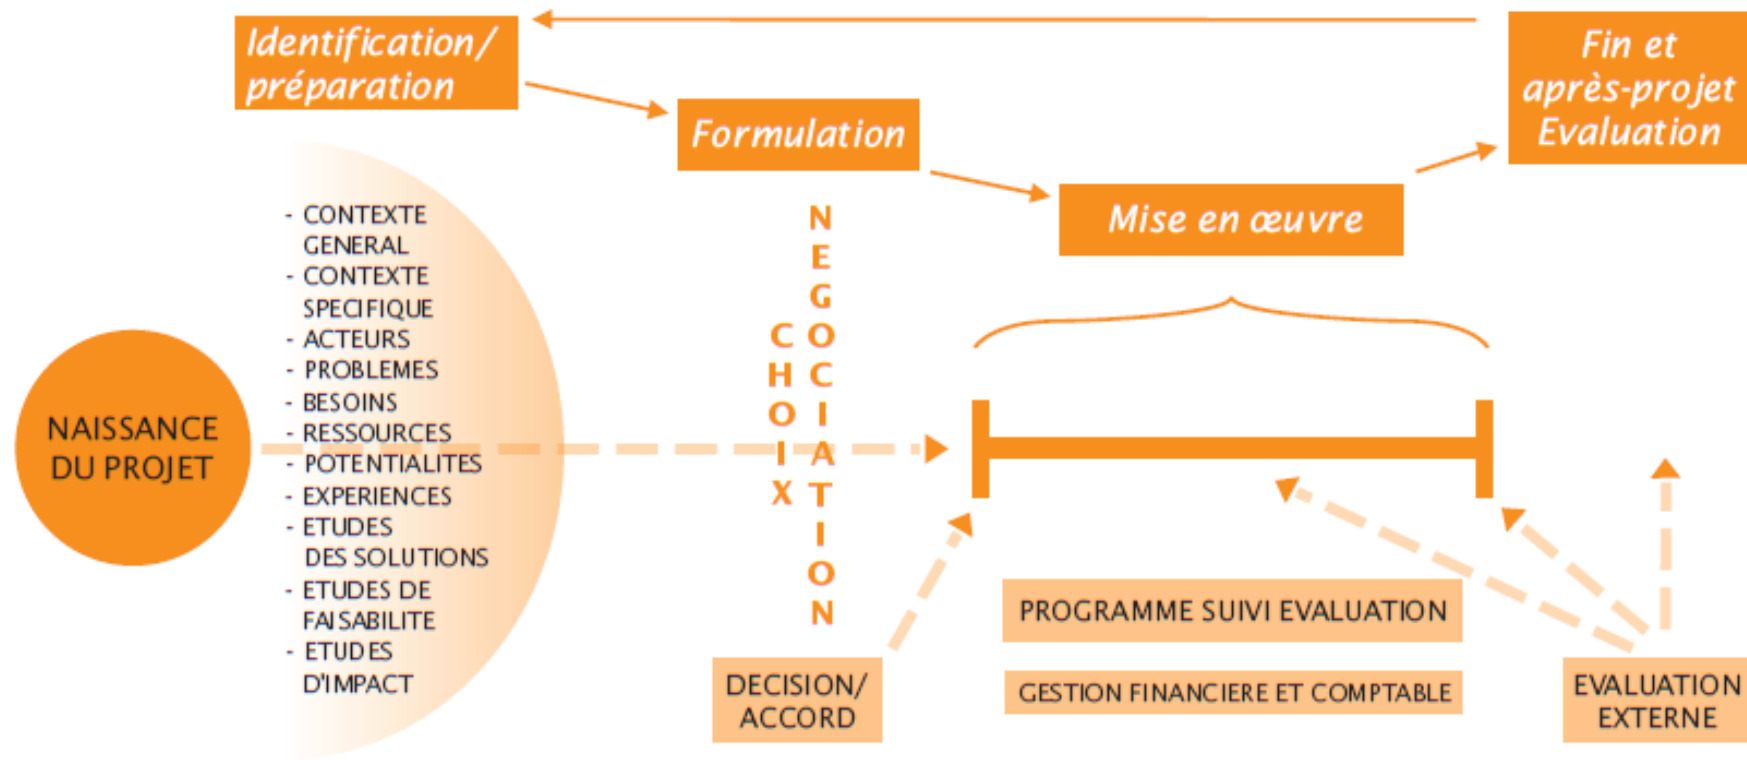 Identification/
préparation
Formulation
Mise en œuvre
Fin et
après-projet
Evaluation
NAISSANCE
DU PROJET
- CONTEXTE
GENERAL
- CONTEXTE
SPECIFIQUE
- ACTEURS
- PROBLEMES
- BESOINS
- RESSOURCES
- POTENTIALITES
- EXPERIENCES
- ETUDES
DES SOLUTIONS
- ETUDES DE
FAISABILITE
- ETUDES
D'IMPACT
CHOIX
NEGOCIATION
DECISION/
ACCORD
PROGRAMME SUIVI EVALUATION
GESTION FINANCIERE ET COMPTABLE
EVALUATION
EXTERNE